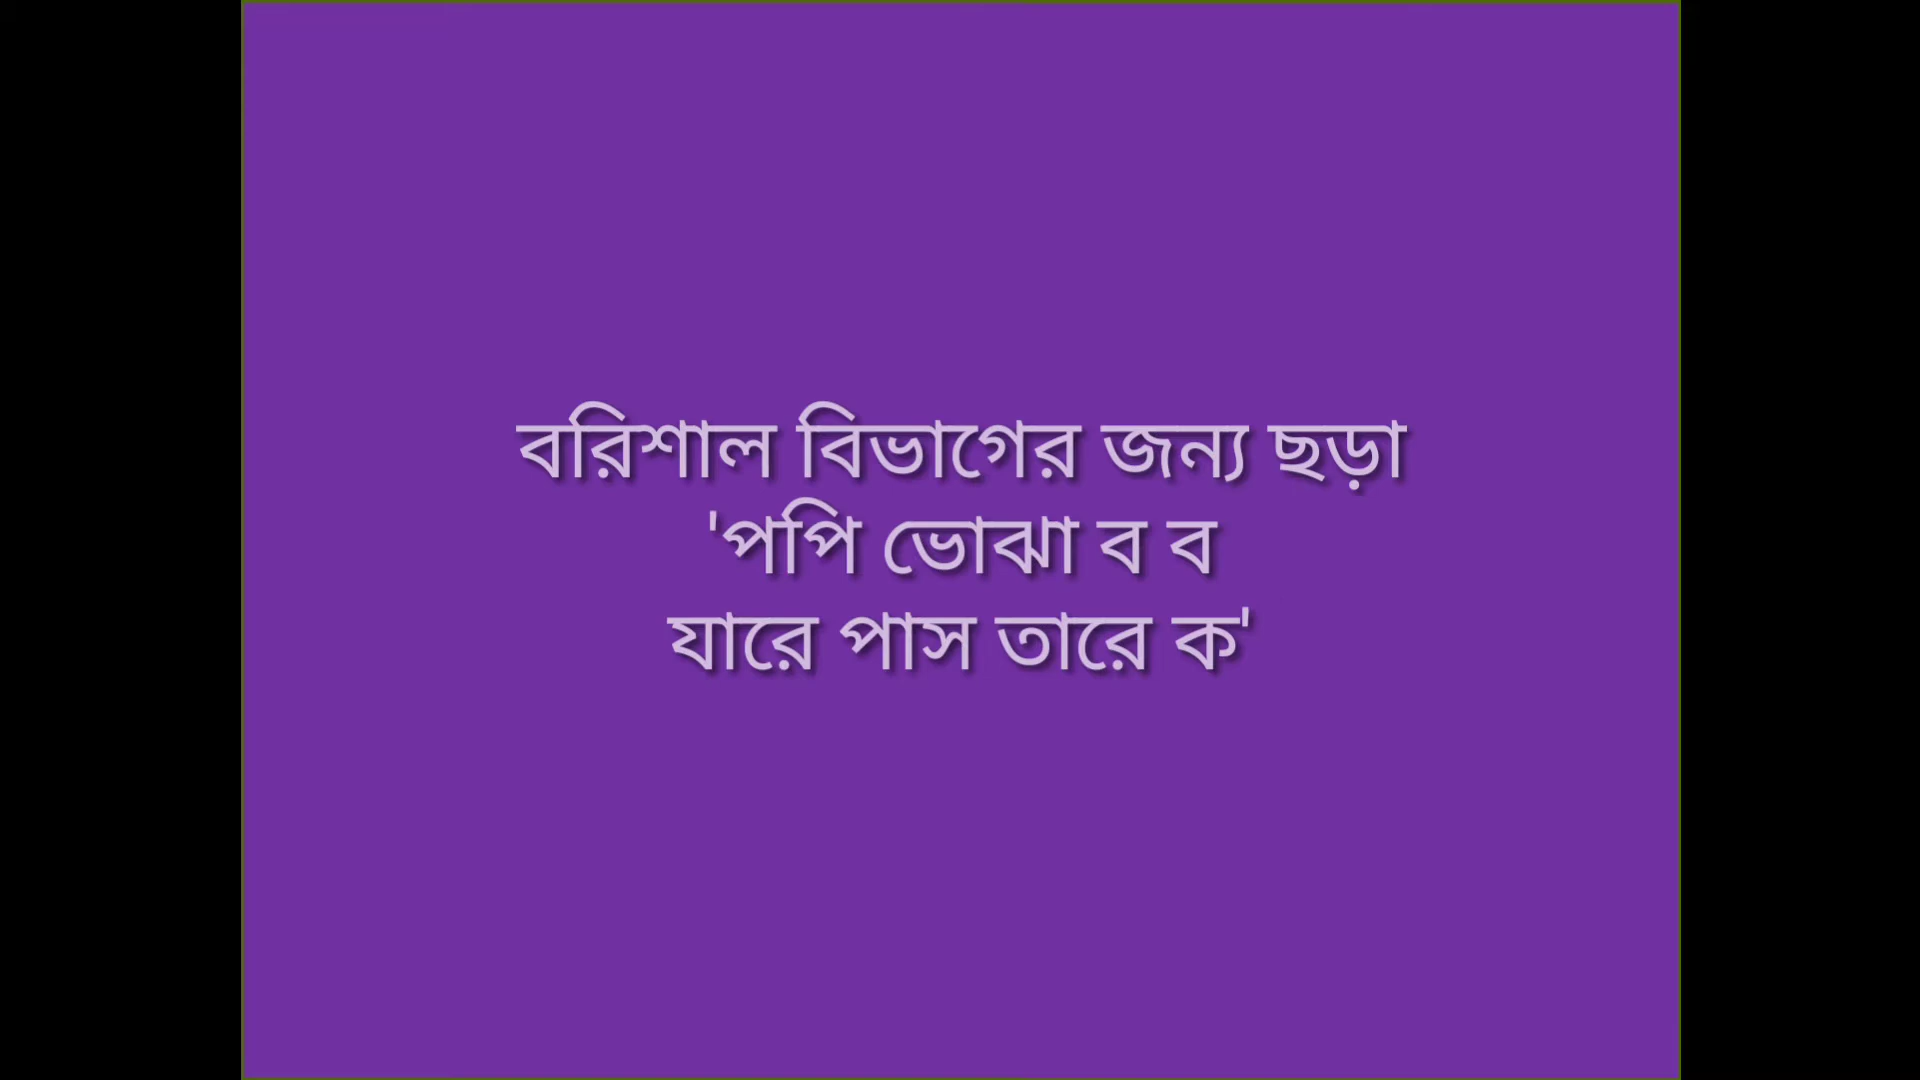 বরিশাল বিভাগের জন্য ছড়া
'পপি ভোঝা ব ব
যারে পাস তারে ক'